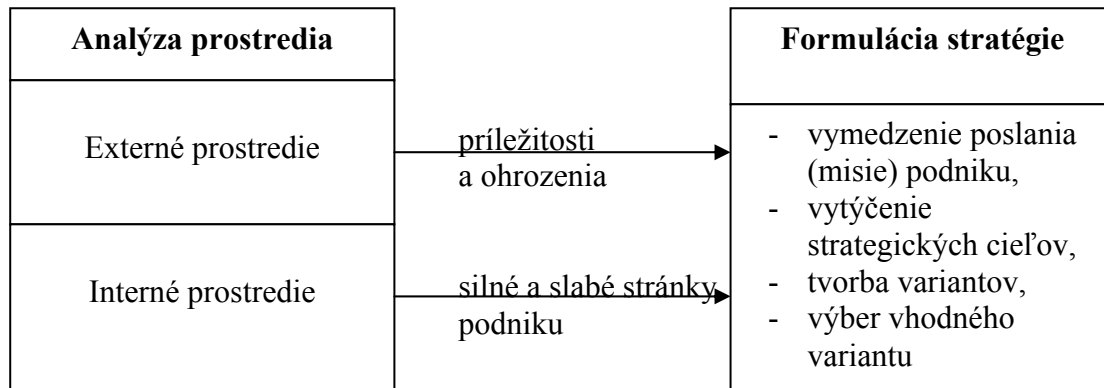 Analýza prostredia
Externé prostredie
Interné prostredie
príležitosti
a ohrozenia
silné a slabé stránky
podniku
Formulácia stratégie
- vymedzenie poslania
(misie) podniku,
- vytýčenie
strategických cieľov,
- tvorba variantov,
- výber vhodného
variantu